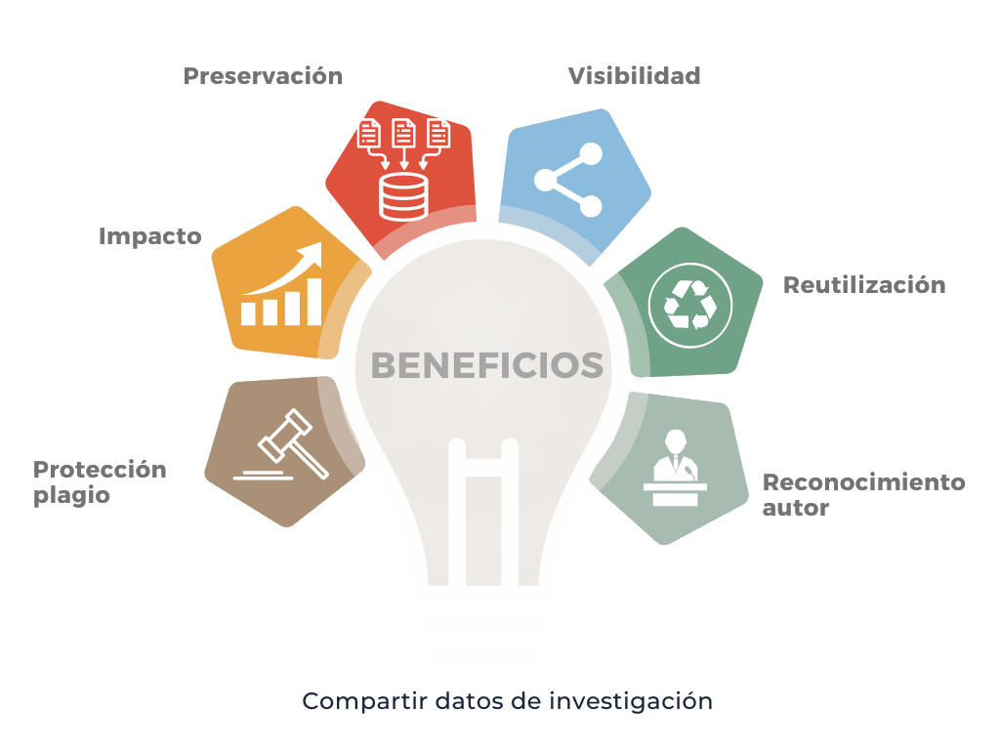 Preservación
Visibilidad
Impacto
Reutilización
BENEFICIOS
Protección
plagio
Reconocimiento
autor
Compartir datos de investigación